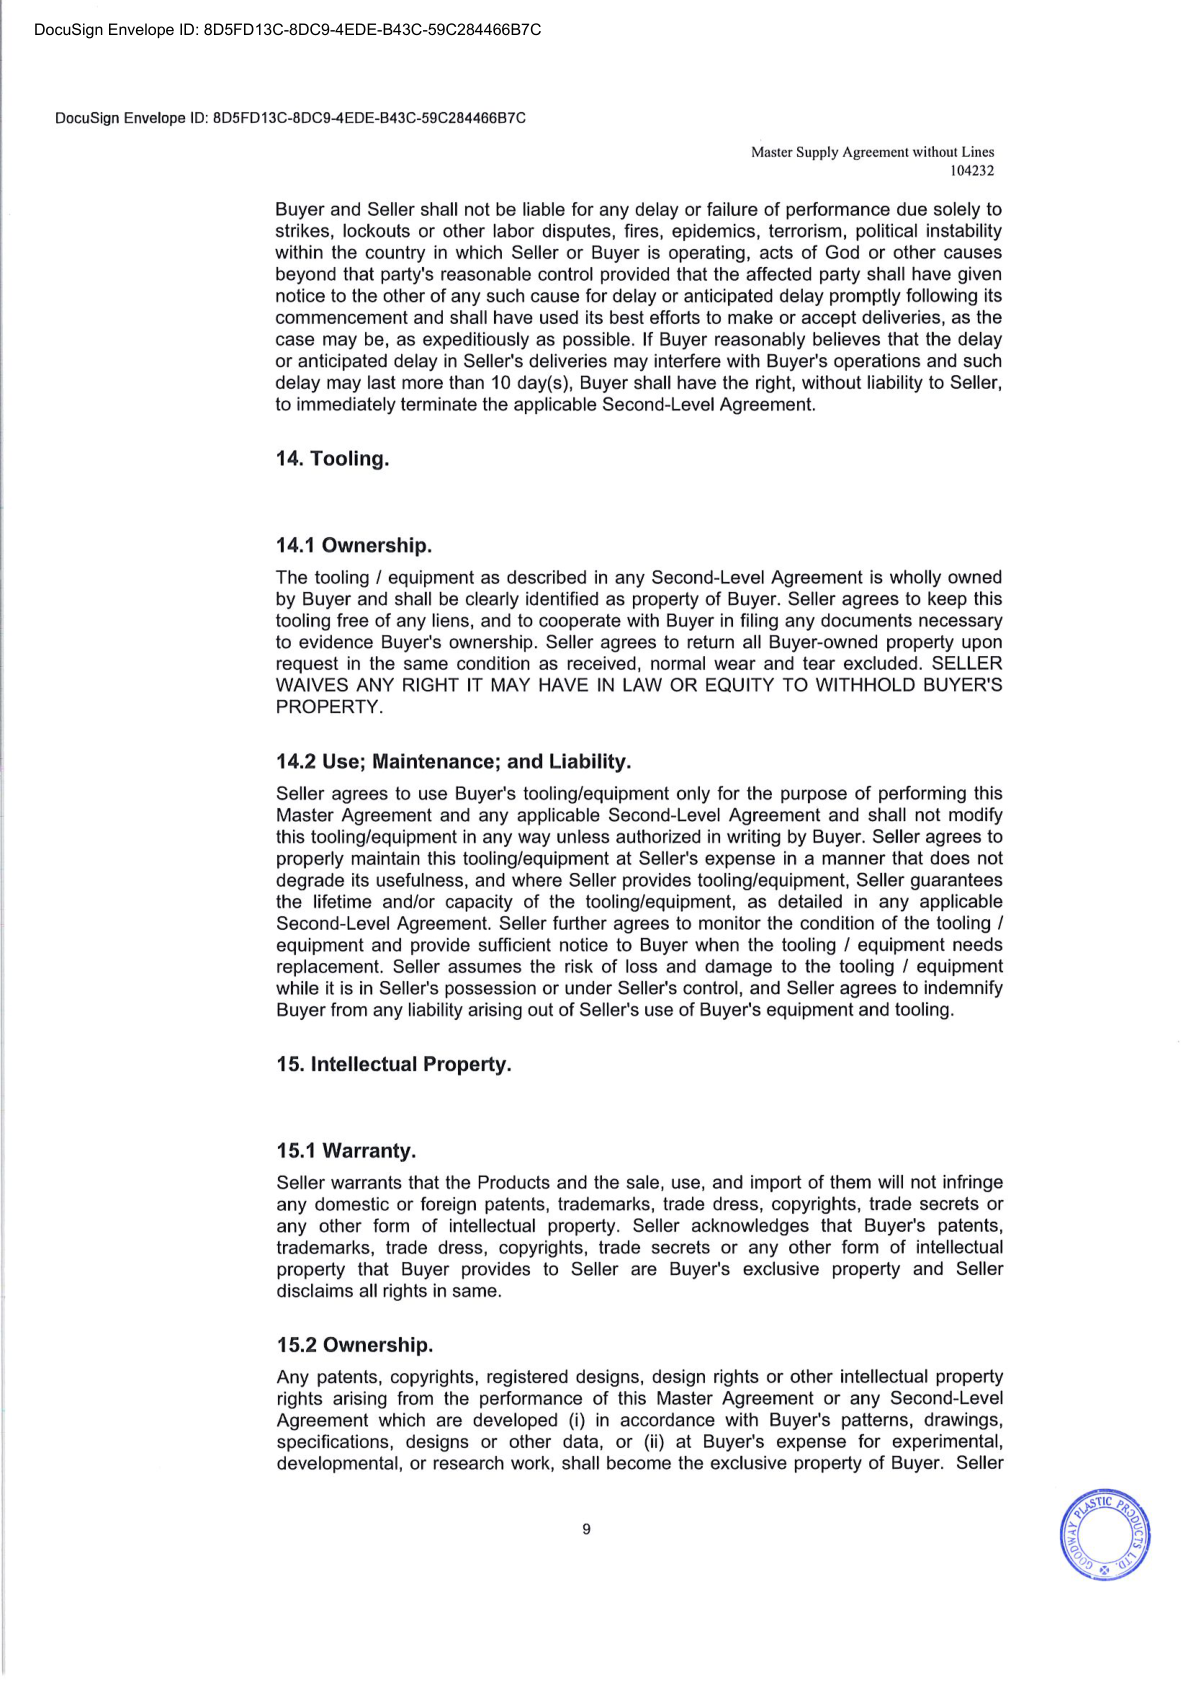 DocuSign Envelope ID: 8D5FD13C-8DC9-4EDE-B43C-59C284466B7C
DocuSign Envelope ID: 8D5FD13C-8DC9-4EDE-B43C-59C284466B7C
Master Supply Agreement without Lines
104232
Buyer and Seller shall not be liable for any delay or failure of performance due solely to
strikes, lockouts or other labor disputes, fires, epidemics, terrorism, political instability
within the country in which Seller or Buyer is operating, acts of God or other causes
beyond that party's reasonable control provided that the affected party shall have given
notice to the other of any such cause for delay or anticipated delay promptly following its
commencement and shall have used its best efforts to make or accept deliveries, as the
case may be, as expeditiously as possible. If Buyer reasonably believes that the delay
or anticipated delay in Seller's deliveries may interfere with Buyer's operations and such
delay may last more than 10 day(s), Buyer shall have the right, without liability to Seller,
to immediately terminate the applicable Second-Level Agreement.
14. Tooling.
14.1 Ownership.
The tooling / equipment as described in any Second-Level Agreement is wholly owned
by Buyer and shall be clearly identified as property of Buyer. Seller agrees to keep this
tooling free of any liens, and to cooperate with Buyer in filing any documents necessary
to evidence Buyer's ownership. Seller agrees to return all Buyer-owned property upon
request in the same condition as received, normal wear and tear excluded. SELLER
WAIVES ANY RIGHT IT MAY HAVE IN LAW OR EQUITY TO WITHHOLD BUYER'S
PROPERTY.
14.2 Use; Maintenance; and Liability.
Seller agrees to use Buyer's tooling/equipment only for the purpose of performing this
Master Agreement and any applicable Second-Level Agreement and shall not modify
this tooling/equipment in any way unless authorized in writing by Buyer. Seller agrees to
properly maintain this tooling/equipment at Seller's expense in a manner that does not
degrade its usefulness, and where Seller provides tooling/equipment, Seller guarantees
the lifetime and/or capacity of the tooling/equipment, as detailed in any applicable
Second-Level Agreement. Seller further agrees to monitor the condition of the tooling /
equipment and provide sufficient notice to Buyer when the tooling / equipment needs
replacement. Seller assumes the risk of loss and damage to the tooling / equipment
while it is in Seller's possession or under Seller's control, and Seller agrees to indemnify
Buyer from any liability arising out of Seller's use of Buyer's equipment and tooling.
15. Intellectual Property.
15.1 Warranty.
Seller warrants that the Products and the sale, use, and import of them will not infringe
any domestic or foreign patents, trademarks, trade dress, copyrights, trade secrets or
any other form of intellectual property. Seller acknowledges that Buyer's patents,
trademarks, trade dress, copyrights, trade secrets or any other form of intellectual
property that Buyer provides to Seller are Buyer's exclusive property and Seller
disclaims all rights in same.
15.2 Ownership.
Any patents, copyrights, registered designs, design rights or other intellectual property
rights arising from the performance of this Master Agreement or any Second-Level
Agreement which are developed (i) in accordance with Buyer's patterns, drawings,
specifications, designs or other data, or (ii) at Buyer's expense for experimental,
developmental, or research work, shall become the exclusive property of Buyer. Seller
9
GOODWAY PLASTIC PRODUCTS LTD.